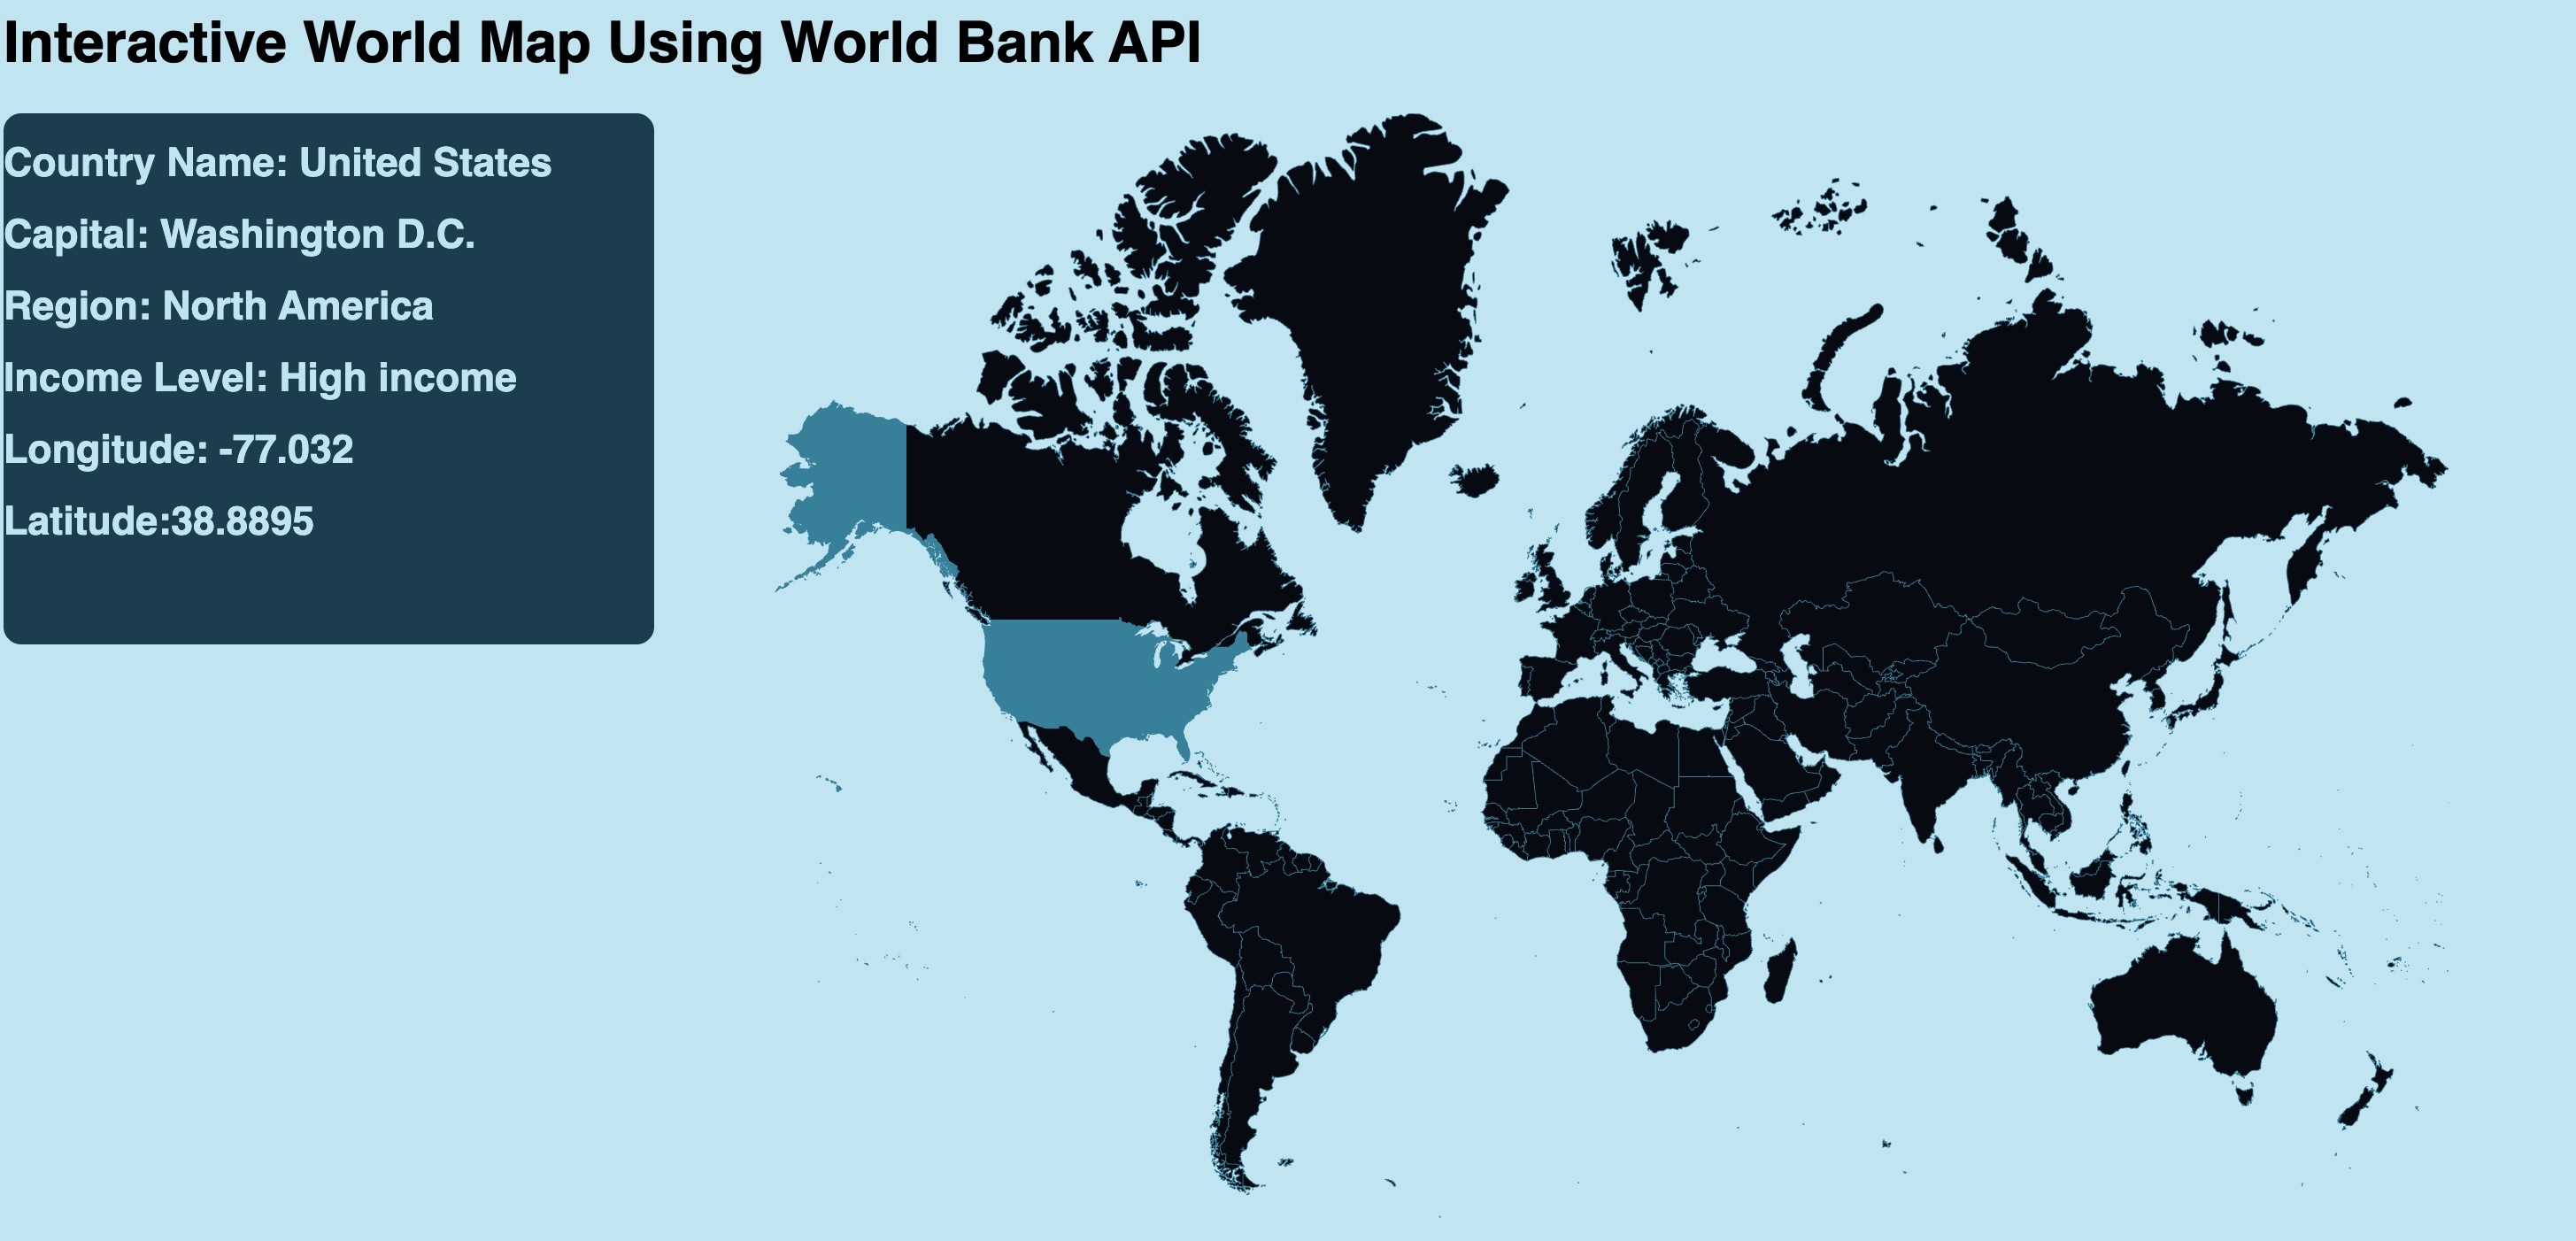 Interactive World Map Using World Bank API
Country Name: United States
Capital: Washington D.C.
Region: North America
Income Level: High income
Longitude: -77.032
Latitude:38.8895